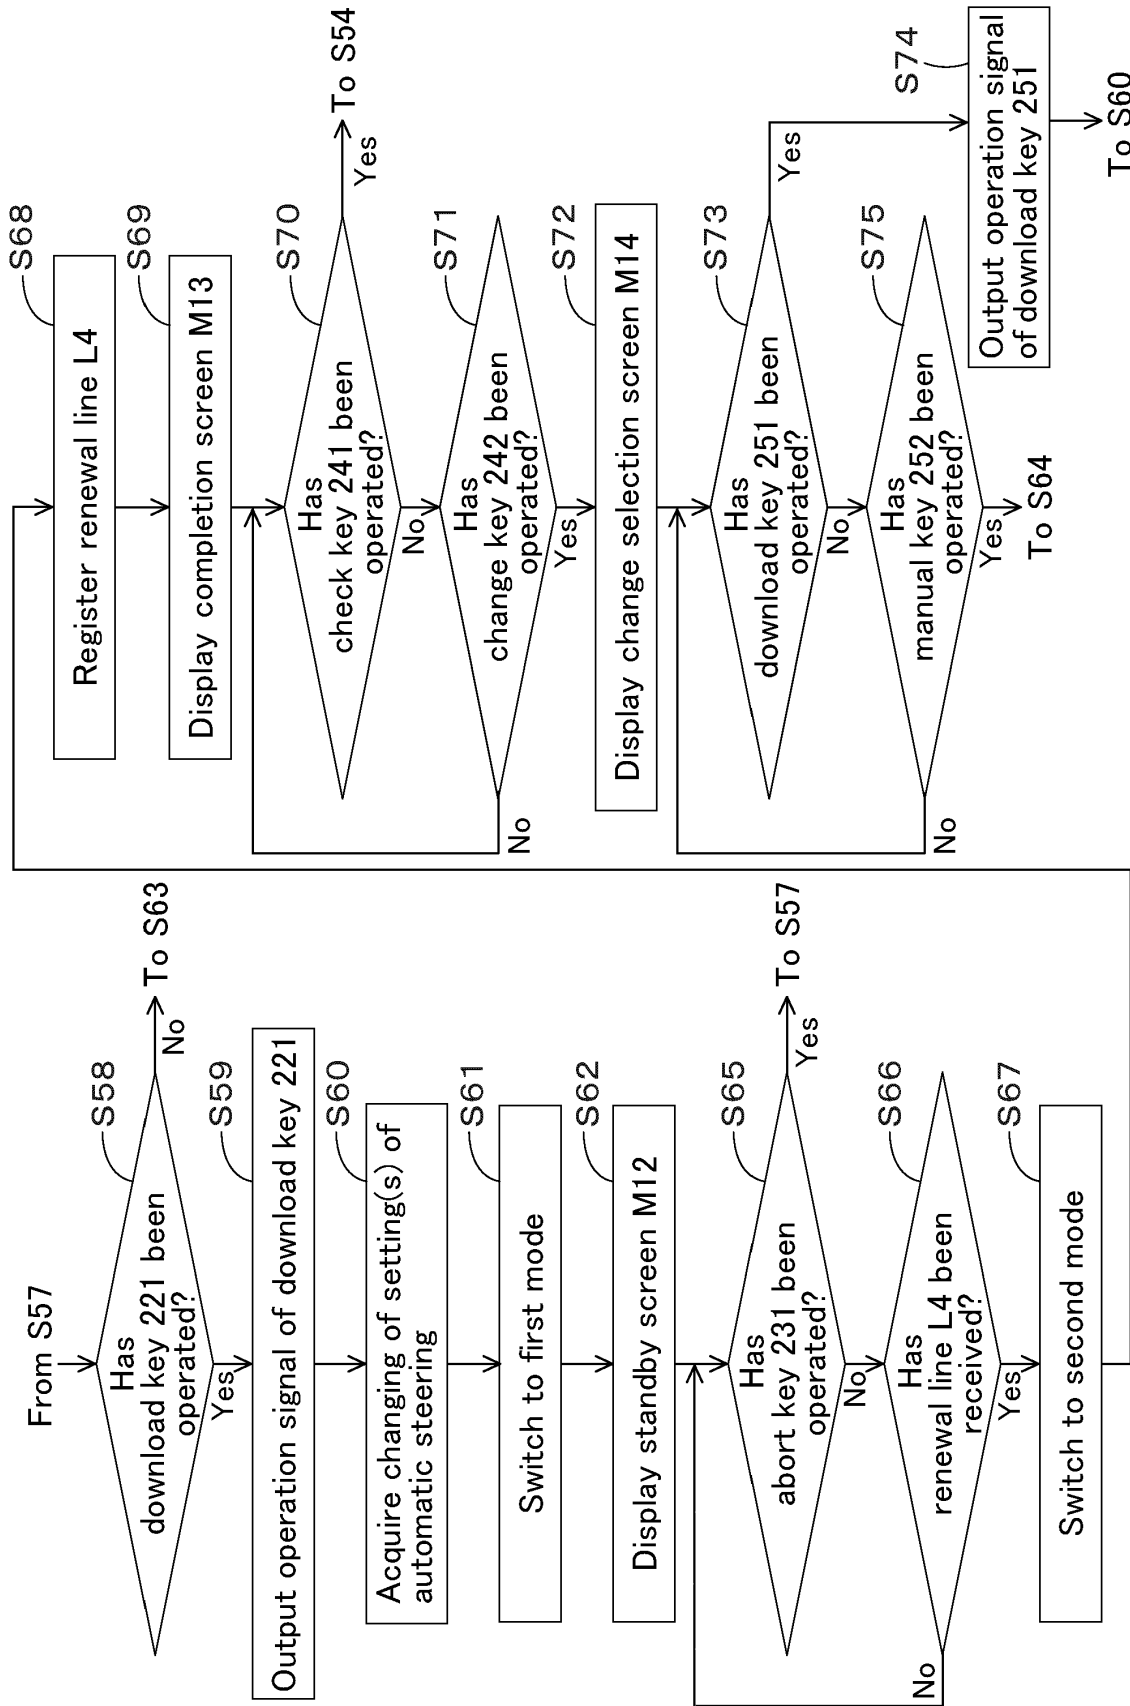 From S57
S58
Has
download key 221 been
operated?
No
To S63
Yes
S59
Output operation signal of download key 221
S60
Acquire changing of setting(s) of
automatic steering
S61
Switch to first mode
S62
Display standby screen M12
S65
Has
abort key 231 been
operated?
Yes
To S57
No
S66
Has
renewal line L4 been
received?
No
Yes
S67
Switch to second mode
S68
Register renewal line L4
S69
Display completion screen M13
S70
Has
check key 241 been
operated?
Yes
To S54
No
S71
Has
change key 242 been
operated?
No
Yes
S72
Display change selection screen M14
S73
Has
download key 251 been
operated?
Yes
No
S74
Output operation signal
of download key 251
To S60
S75
Has
manual key 252 been
operated?
No
Yes
To S64